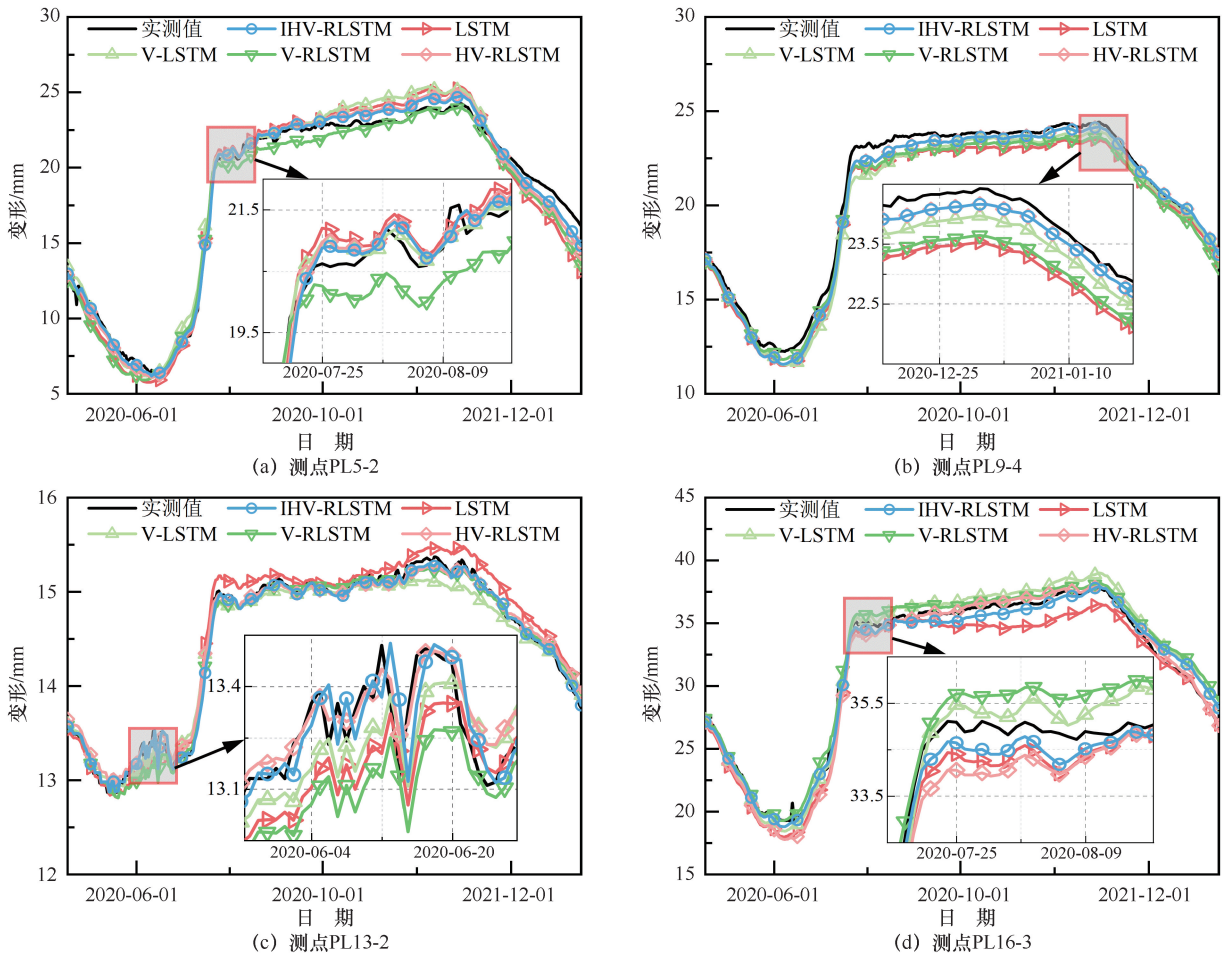 30
25
20
15
10
5
变形/mm
实测值 IHV-RLSTM LSTM
V-LSTM V-RLSTM HV-RLSTM
21.5
19.5
2020-07-25 2020-08-09
2020-06-01 2020-10-01 2021-12-01
日 期
(a) 测点PL5-2
30
25
20
15
10
变形/mm
实测值 IHV-RLSTM LSTM
V-LSTM V-RLSTM HV-RLSTM
23.5
22.5
2020-12-25 2021-01-10
2020-06-01 2020-10-01 2021-12-01
日 期
(b) 测点PL9-4
16
15
14
13
12
变形/mm
实测值 IHV-RLSTM LSTM
V-LSTM V-RLSTM HV-RLSTM
13.4
13.1
2020-06-04 2020-06-20
2020-06-01 2020-10-01 2021-12-01
日 期
(c) 测点PL13-2
45
40
35
30
25
20
15
变形/mm
实测值 IHV-RLSTM LSTM
V-LSTM V-RLSTM HV-RLSTM
35.5
33.5
2020-07-25 2020-08-09
2020-06-01 2020-10-01 2021-12-01
日 期
(d) 测点PL16-3